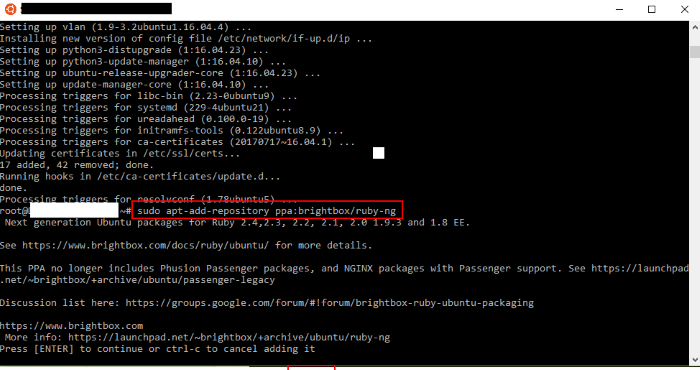 Setting up vlan (1.9-3.2ubuntu1.16.04.4) ...
Installing new version of config file /etc/network/if-up.d/ip ...
Setting up python3-distupgrade (1:16.04.23) ...
Setting up python3-update-manager (1:16.04.10) ...
Setting up ubuntu-release-upgrader-core (1:16.04.23) ...
Setting up update-manager-core (1:16.04.10) ...
Processing triggers for libc-bin (2.23-0ubuntu9) ...
Processing triggers for systemd (229-4ubuntu21) ...
Processing triggers for ureadahead (0.100.0-19) ...
Processing triggers for initramfs-tools (0.122ubuntu8.9) ...
Processing triggers for ca-certificates (20170717~16.04.1) ...
Updating certificates in /etc/ssl/certs...
17 added, 42 removed; done.
Running hooks in /etc/ca-certificates/update.d...
done.
Processing triggers for resolvconf (1.78ubuntu5) ...
root@ ~# sudo apt-add-repository ppa:brightbox/ruby-ng
Next generation Ubuntu packages for Ruby 2.4,2.3, 2.2, 2.1, 2.0 1.9.3 and 1.8 EE.
See https://www.brightbox.com/docs/ruby/ubuntu/ for more details.
This PPA no longer includes Phusion Passenger packages, and NGINX packages with Passenger support. See https://launchpad
.net/~brightbox/+archive/ubuntu/passenger-legacy
Discussion list here: https://groups.google.com/forum/#!forum/brightbox-ruby-ubuntu-packaging
https://www.brightbox.com
More info: https://launchpad.net/~brightbox/+archive/ubuntu/ruby-ng
Press [ENTER] to continue or ctrl-c to cancel adding it